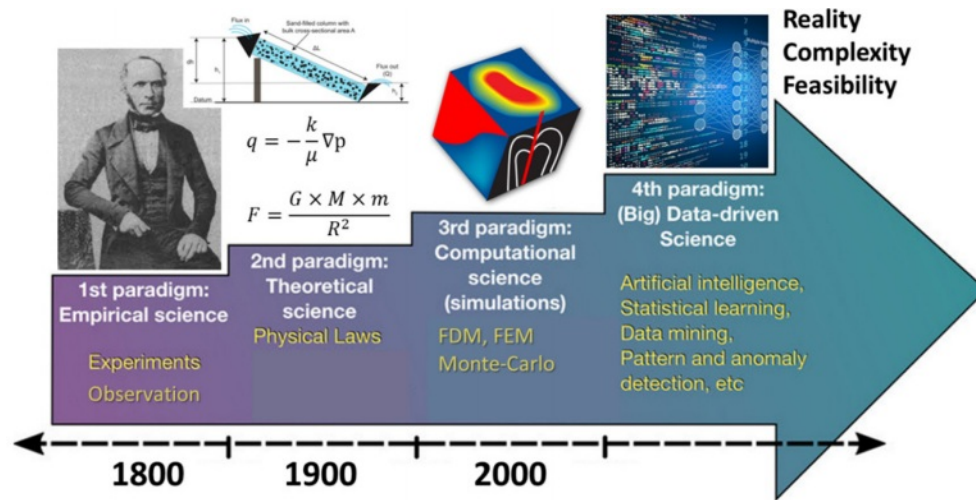 Flux in
Sand-filled column with
bulk cross-sectional area A
ΔL
dh
h₁
Flux out
(Q)
h₂
Datum
q = −k/μ ∇p
F = (G × M × m)/R²
Reality
Complexity
Feasibility
1st paradigm:
Empirical science
Experiments
Observation
2nd paradigm:
Theoretical
science
Physical Laws
3rd paradigm:
Computational
science
(simulations)
FDM, FEM
Monte-Carlo
4th paradigm:
(Big) Data-driven
Science
Artificial intelligence,
Statistical learning,
Data mining,
Pattern and anomaly
detection, etc
1800
1900
2000